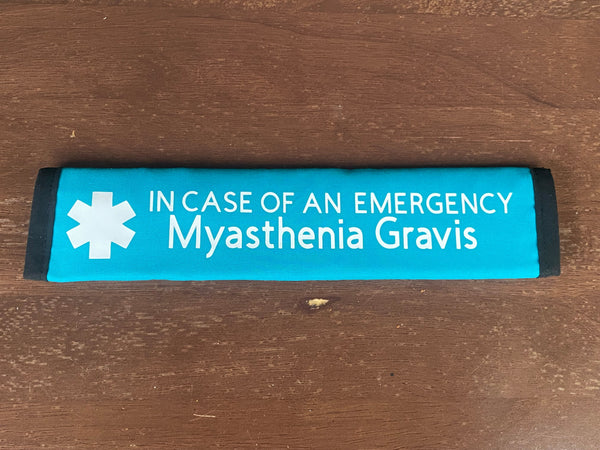 IN CASE OF AN EMERGENCY
Myasthenia Gravis